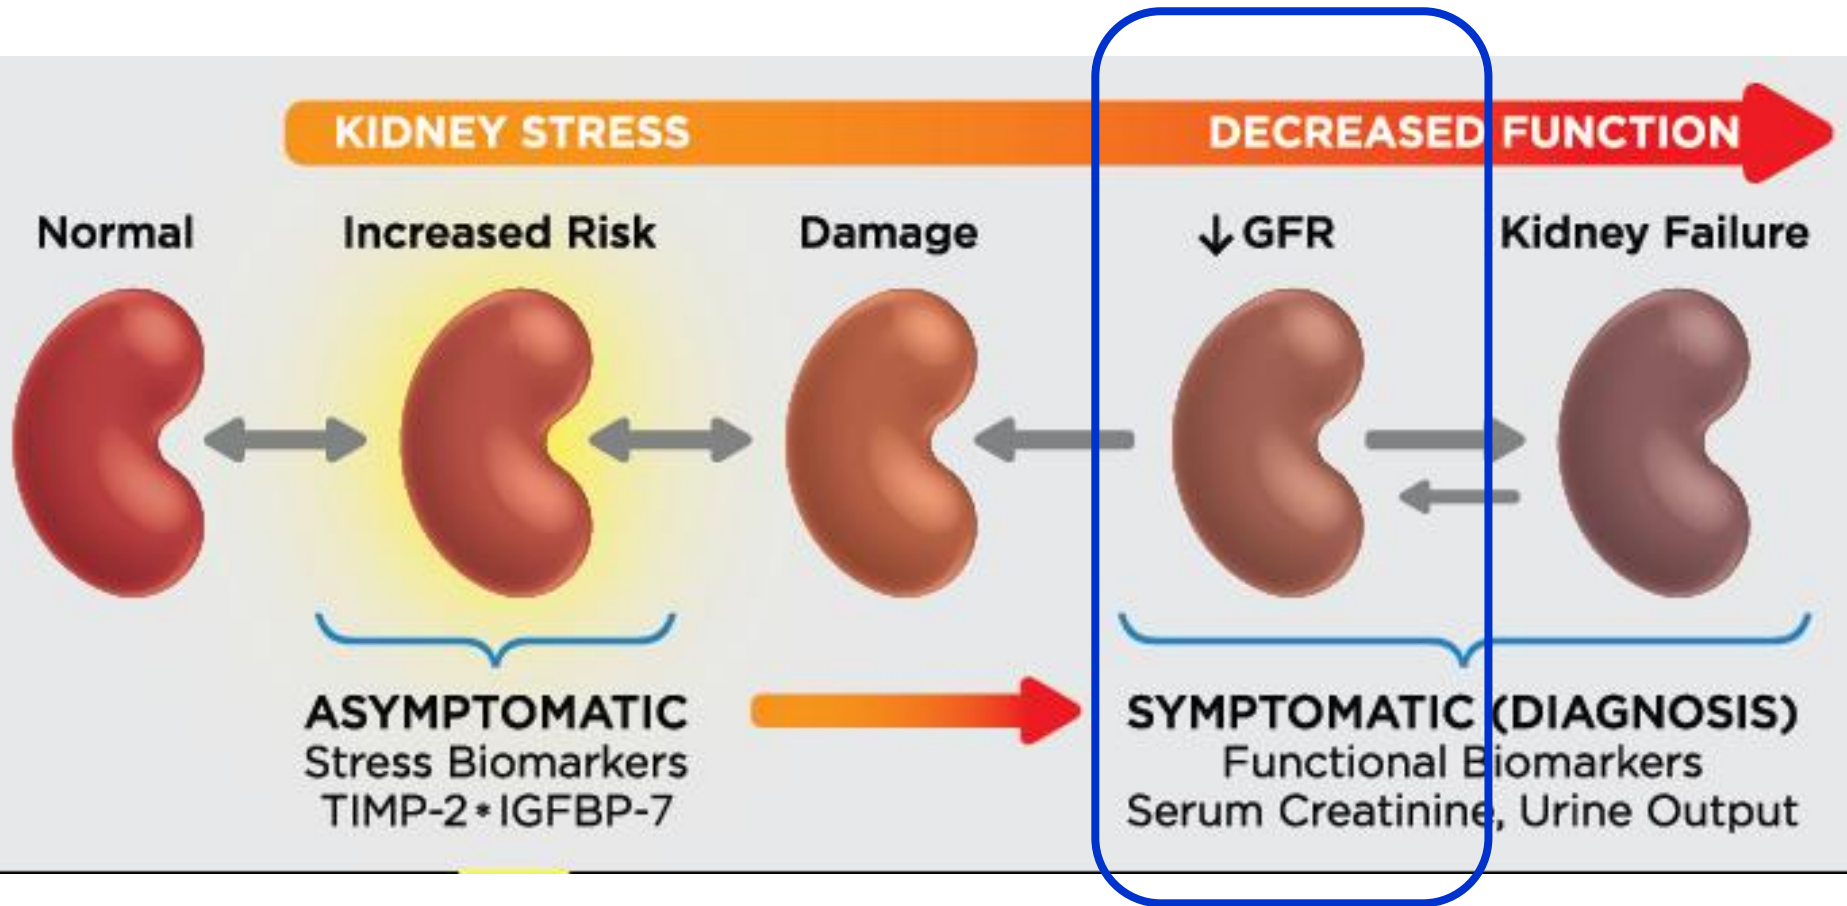 KIDNEY STRESS
DECREASED FUNCTION
Normal
Increased Risk
Damage
↓ GFR
Kidney Failure
ASYMPTOMATIC
Stress Biomarkers
TIMP-2 * IGFBP-7
SYMPTOMATIC (DIAGNOSIS)
Functional Biomarkers
Serum Creatinine, Urine Output